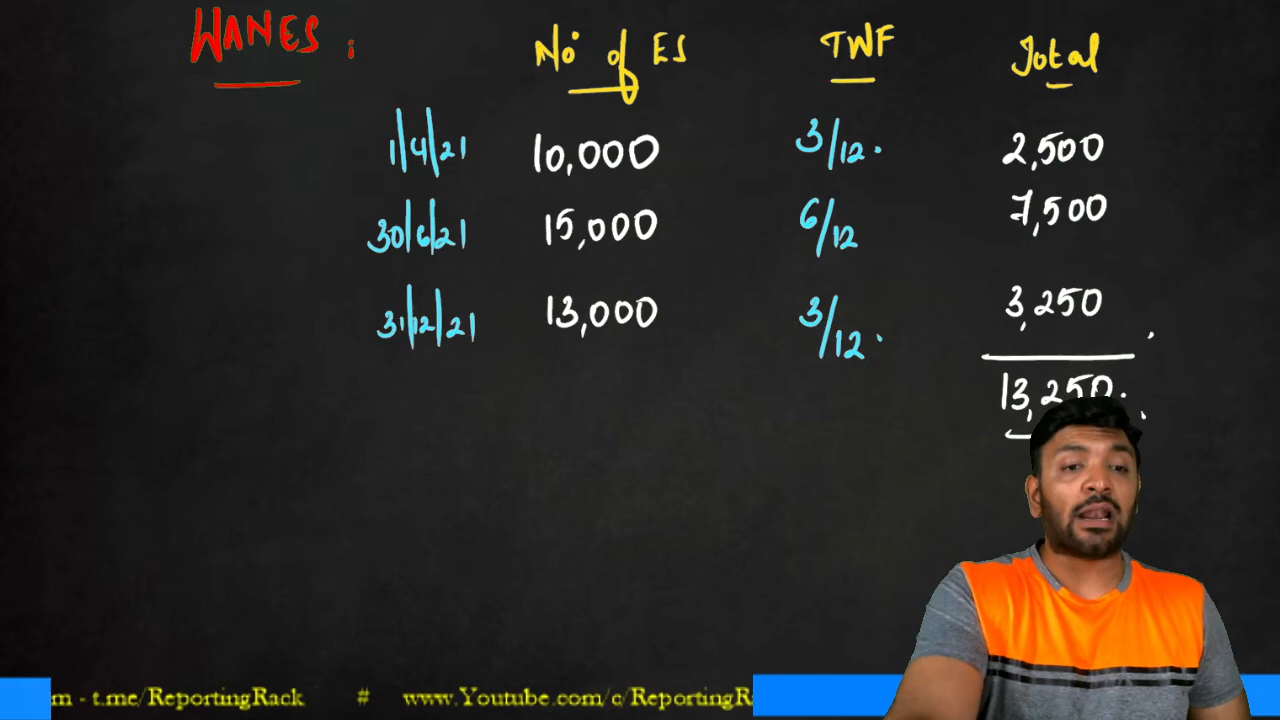 WANES :
No of ES TWF Total
1/4/21 10,000 3/12. 2,500
30/6/21 15,000 6/12 7,500
31/12/21 13,000 3/12. 3,250
13,250.
m - t.me/ReportingRack # www.Youtube.com/c/ReportingRa